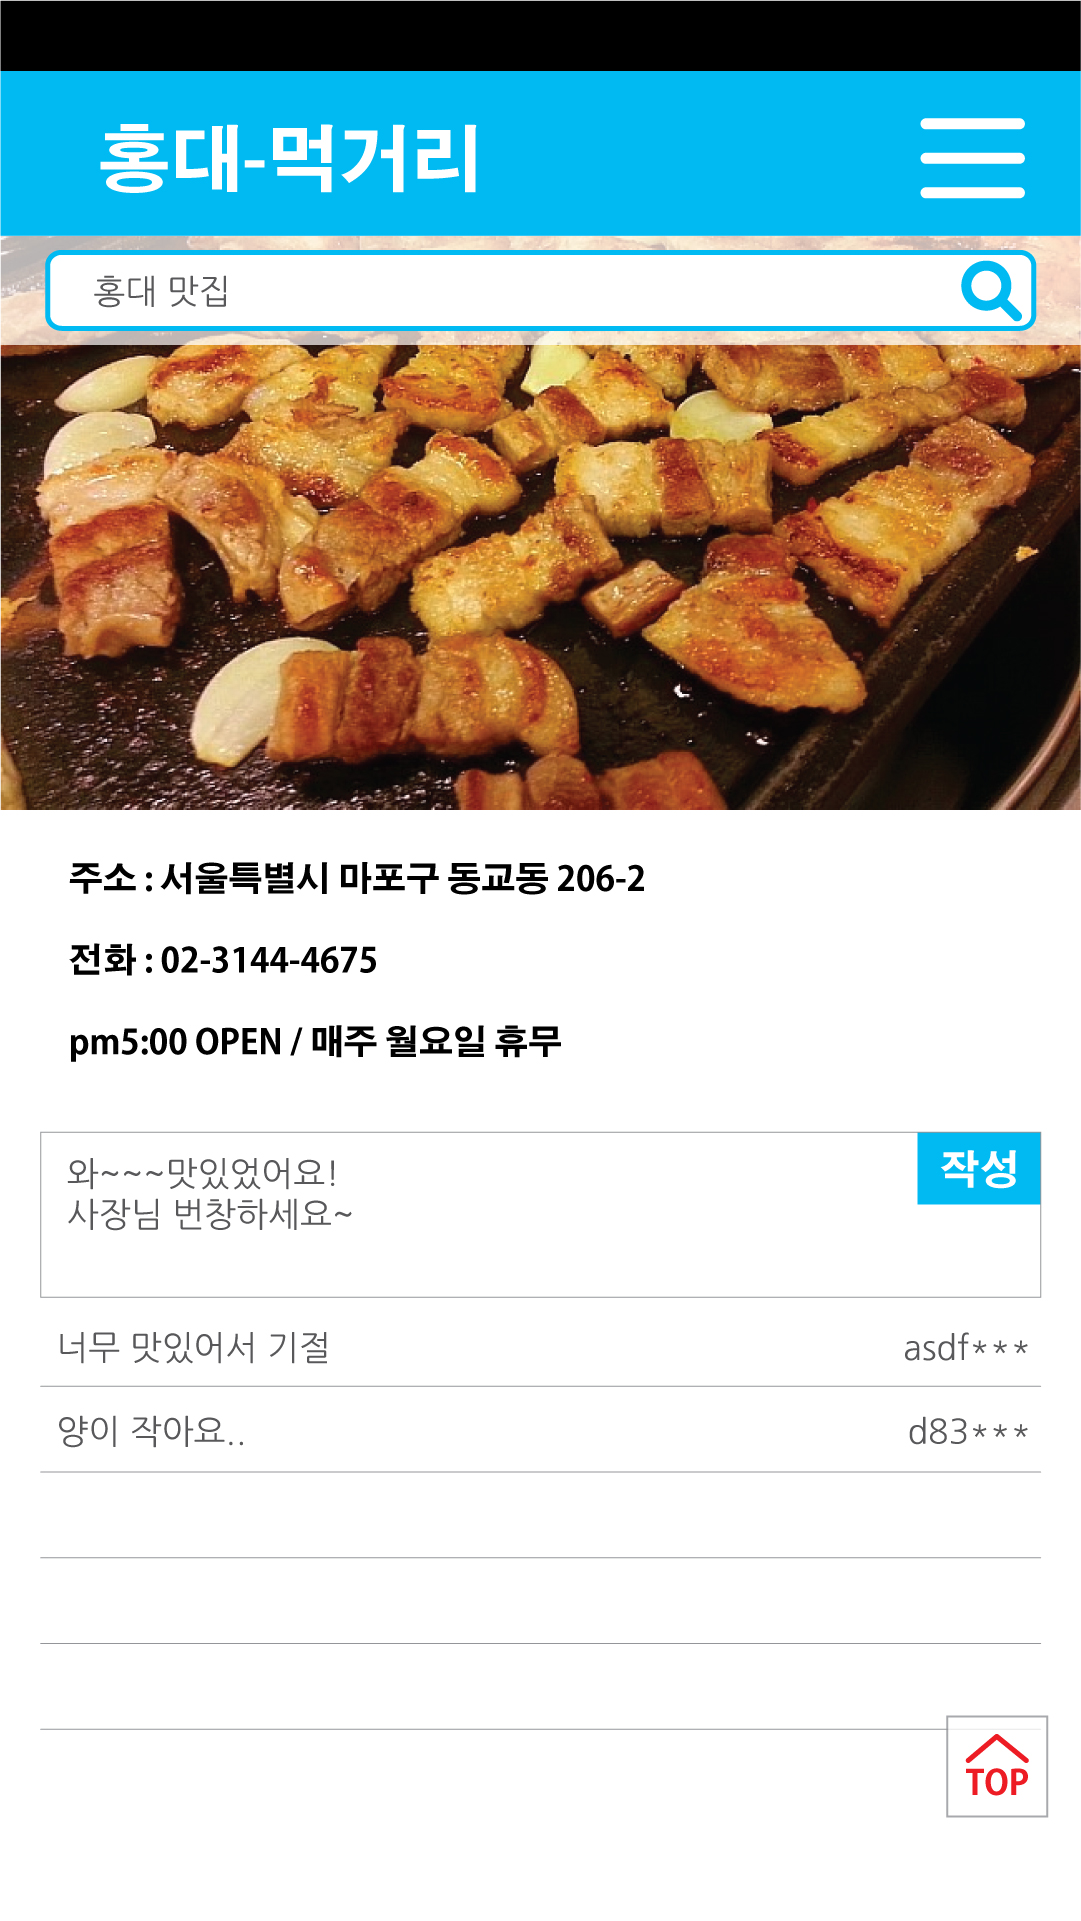 홍대-먹거리
홍대 맛집
주소 : 서울특별시 마포구 동교동 206-2
전화 : 02-3144-4675
pm5:00 OPEN / 매주 월요일 휴무
와~~~맛있었어요!
작성
사장님 번창하세요~
너무 맛있어서 기절 asdf***
양이 작아요.. d83***
TOP